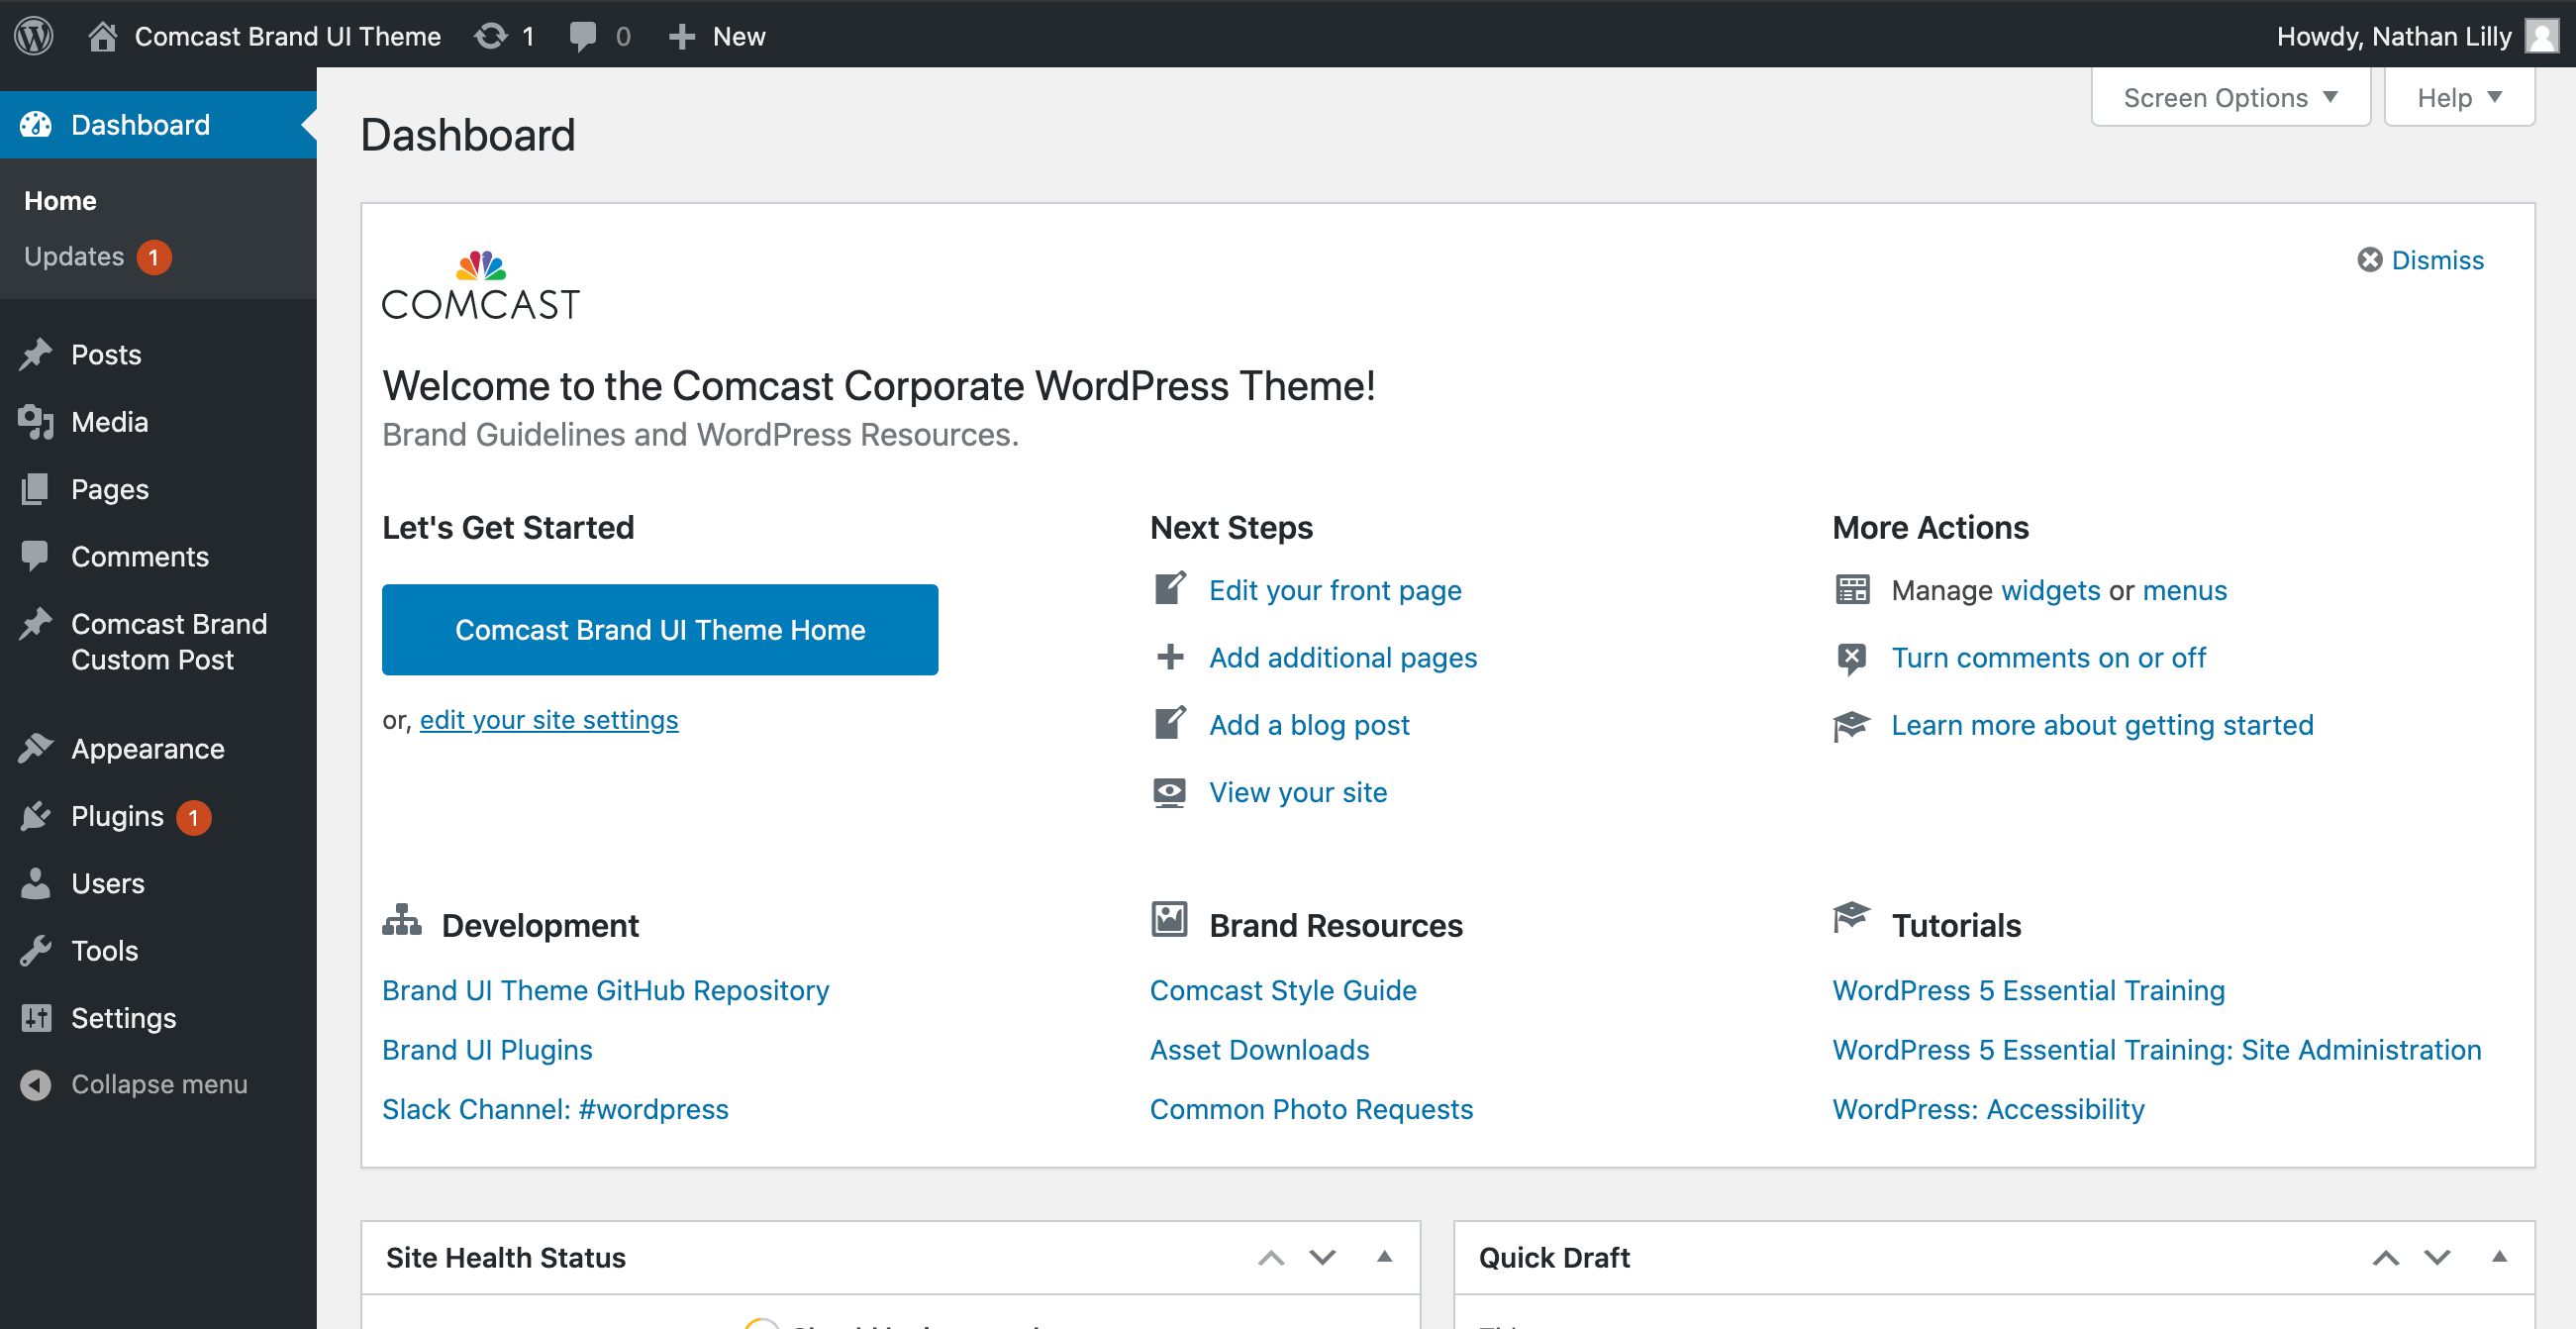 Comcast Brand UI Theme 1 0 New Howdy, Nathan Lilly
Dashboard
Home
Updates 1
Posts
Media
Pages
Comments
Comcast Brand
Custom Post
Appearance
Plugins 1
Users
Tools
Settings
Collapse menu
Screen Options Help
Dashboard
COMCAST
Dismiss
Welcome to the Comcast Corporate WordPress Theme!
Brand Guidelines and WordPress Resources.
Let's Get Started
Comcast Brand UI Theme Home
or, edit your site settings
Next Steps
Edit your front page
Add additional pages
Add a blog post
View your site
More Actions
Manage widgets or menus
Turn comments on or off
Learn more about getting started
Development
Brand UI Theme GitHub Repository
Brand UI Plugins
Slack Channel: #wordpress
Brand Resources
Comcast Style Guide
Asset Downloads
Common Photo Requests
Tutorials
WordPress 5 Essential Training
WordPress 5 Essential Training: Site Administration
WordPress: Accessibility
Site Health Status
Quick Draft